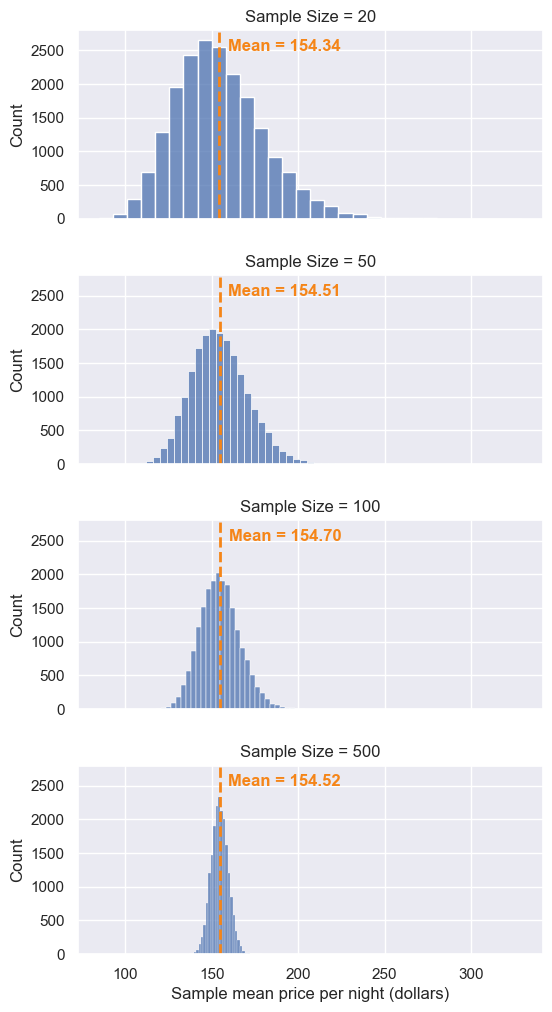 Sample Size = 20
2500
2000
1500
1000
500
0
Count
Mean = 154.34
Sample Size = 50
2500
2000
1500
1000
500
0
Count
Mean = 154.51
Sample Size = 100
2500
2000
1500
1000
500
0
Count
Mean = 154.70
Sample Size = 500
2500
2000
1500
1000
500
0
Count
Mean = 154.52
100 150 200 250 300
Sample mean price per night (dollars)